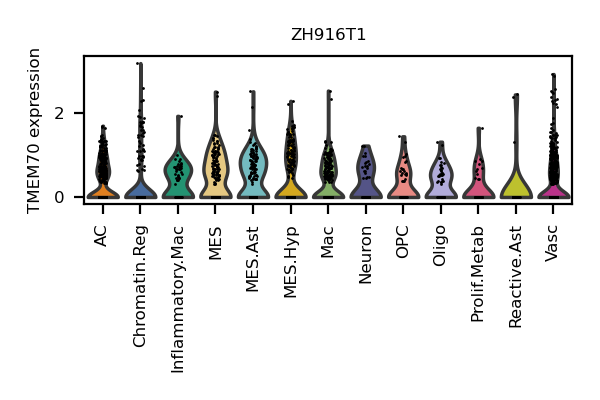 ZH916T1
TMEM70 expression
2
0
AC
Chromatin.Reg
Inflammatory.Mac
MES
MES.Ast
MES.Hyp
Mac
Neuron
OPC
Oligo
Prolif.Metab
Reactive.Ast
Vasc